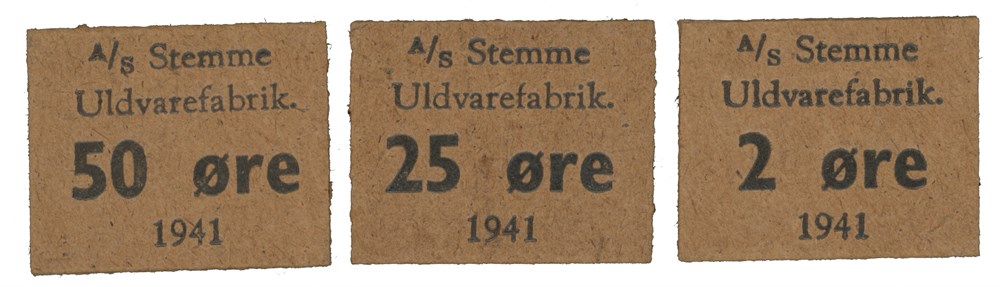 A/s Stemme
Uldvarefabrik.
50 øre
1941
A/s Stemme
Uldvarefabrik.
25 øre
1941
A/s Stemme
Uldvarefabrik.
2 øre
1941